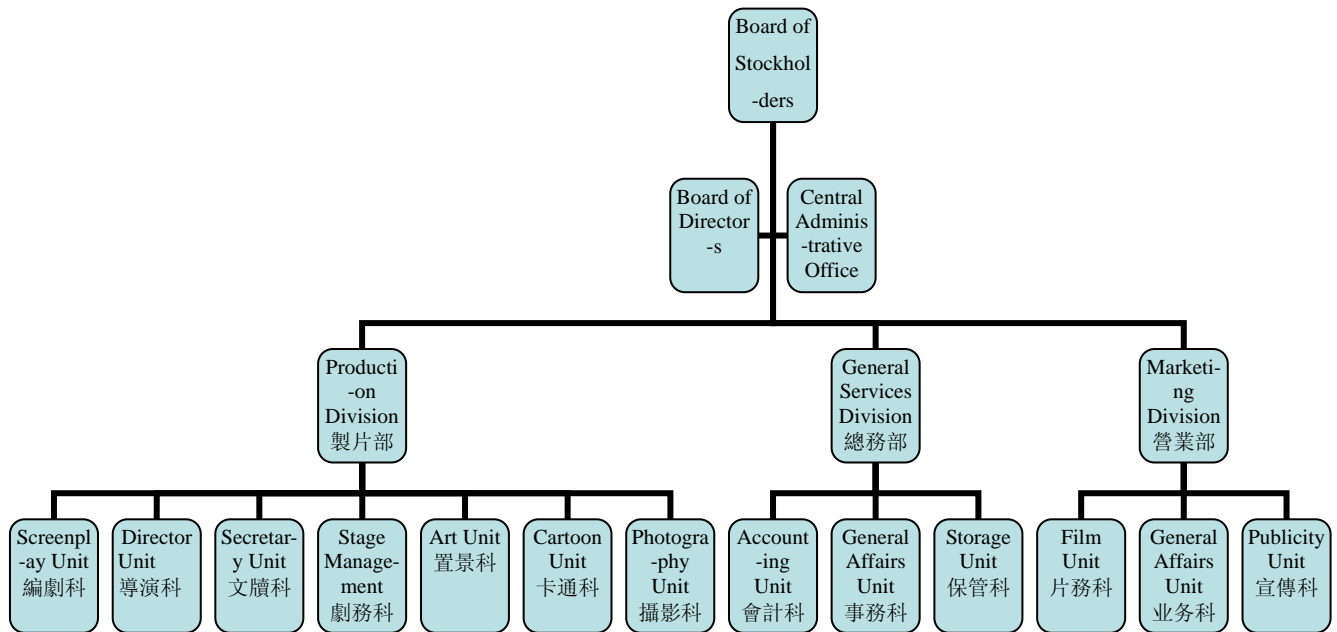 Board of
Stockhol
-ders
Board of
Director
-s
Central
Adminis
-trative
Office
Producti
-on
Division
製片部
General
Services
Division
總務部
Marketi-
ng
Division
營業部
Screenpl
-ay Unit
編劇科
Director
Unit
導演科
Secretar-
y Unit
文牘科
Stage
Manage-
ment
劇務科
Art Unit
置景科
Cartoon
Unit
卡通科
Photogra
-phy
Unit
攝影科
Account
-ing
Unit
會計科
General
Affairs
Unit
事務科
Storage
Unit
保管科
Film
Unit
片務科
General
Affairs
Unit
业务科
Publicity
Unit
宣傳科